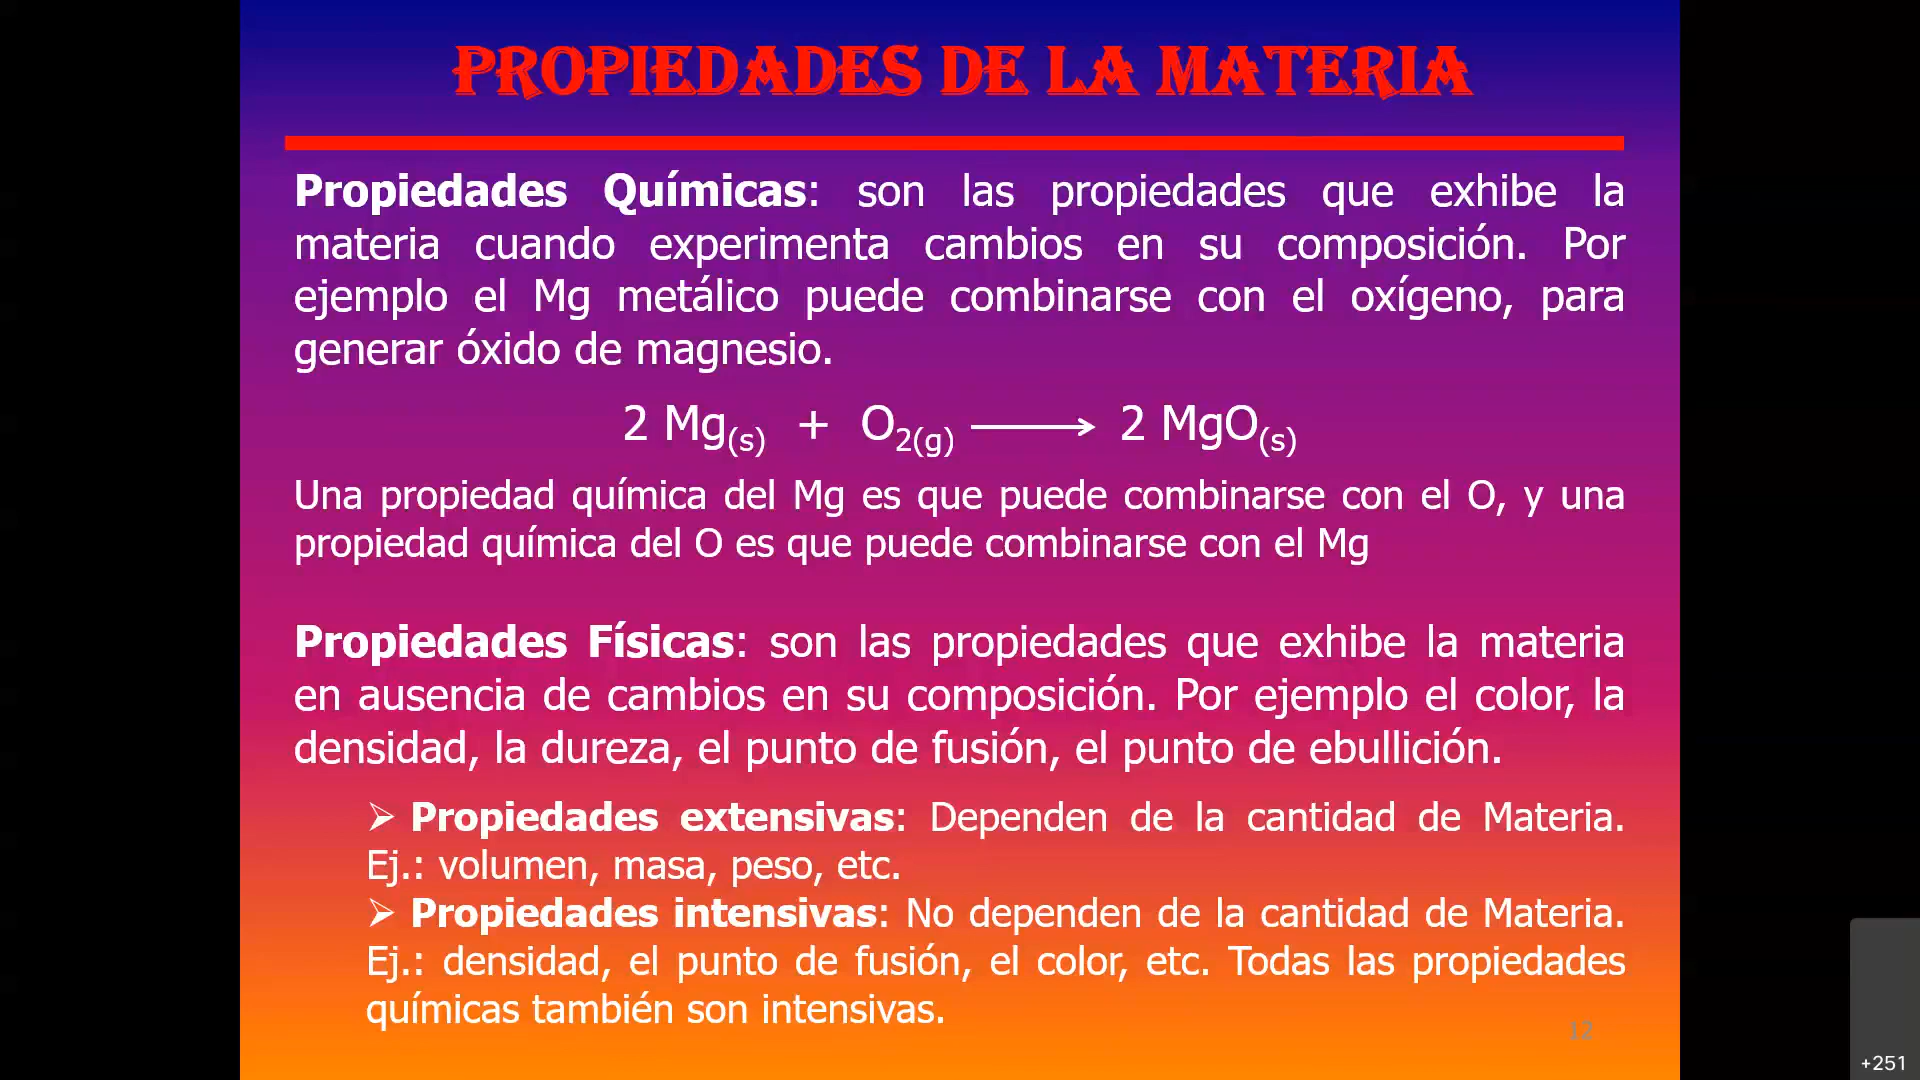 PROPIEDADES DE LA MATERIA
Propiedades Químicas: son las propiedades que exhibe la
materia cuando experimenta cambios en su composición. Por
ejemplo el Mg metálico puede combinarse con el oxígeno, para
generar óxido de magnesio.
2 Mg(s) + O2(g) → 2 MgO(s)
Una propiedad química del Mg es que puede combinarse con el O, y una
propiedad química del O es que puede combinarse con el Mg
Propiedades Físicas: son las propiedades que exhibe la materia
en ausencia de cambios en su composición. Por ejemplo el color, la
densidad, la dureza, el punto de fusión, el punto de ebullición.
➢ Propiedades extensivas: Dependen de la cantidad de Materia.
Ej.: volumen, masa, peso, etc.
➢ Propiedades intensivas: No dependen de la cantidad de Materia.
Ej.: densidad, el punto de fusión, el color, etc. Todas las propiedades
químicas también son intensivas.
12
+251